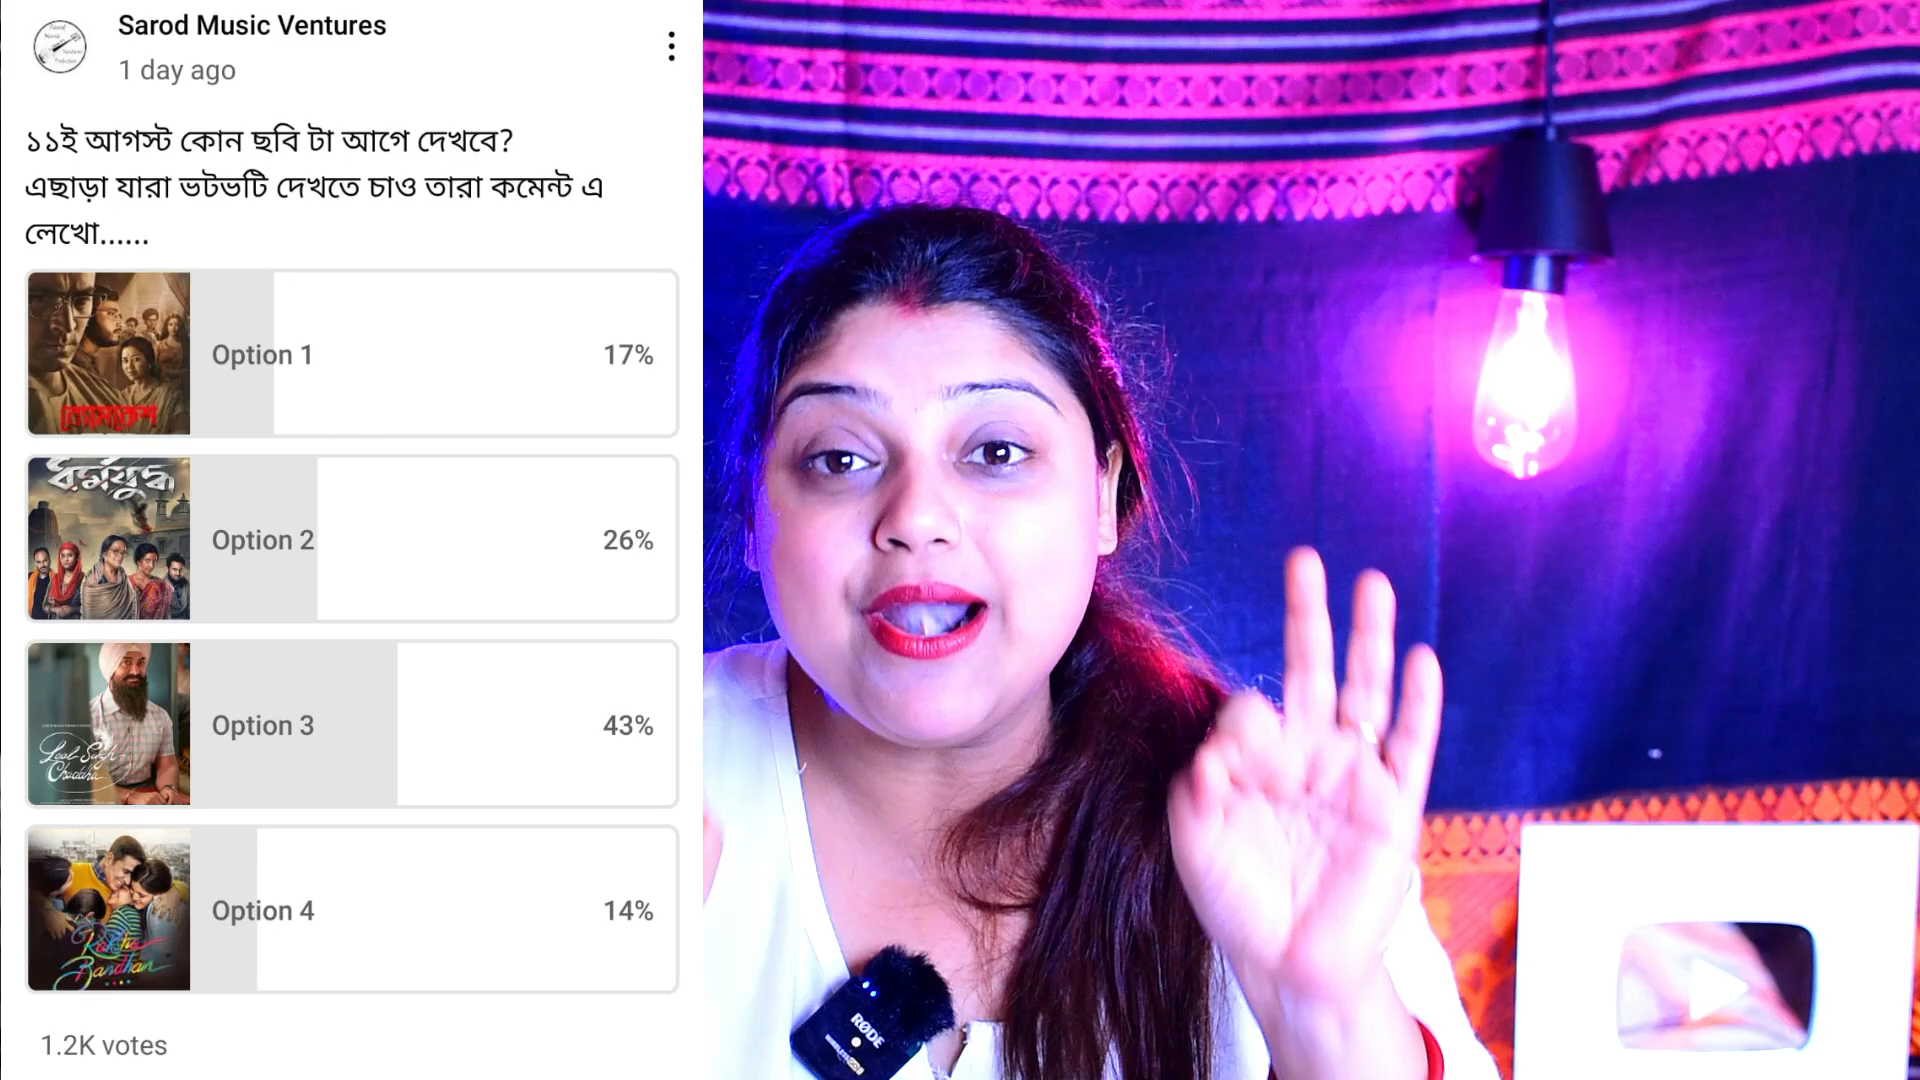 Sarod Music Ventures
1 day ago
১১ই আগস্ট কোন ছবি টা আগে দেখবে?
এছাড়া যারা ভটভটি দেখতে চাও তারা কমেন্ট এ
লেখো......
ব্যোমকেশ
Option 1
17%
ধর্মযুদ্ধ
Option 2
26%
Laal Singh
Chaddha
Option 3
43%
Raksha
Bandhan
Option 4
14%
1.2K votes
RØDE